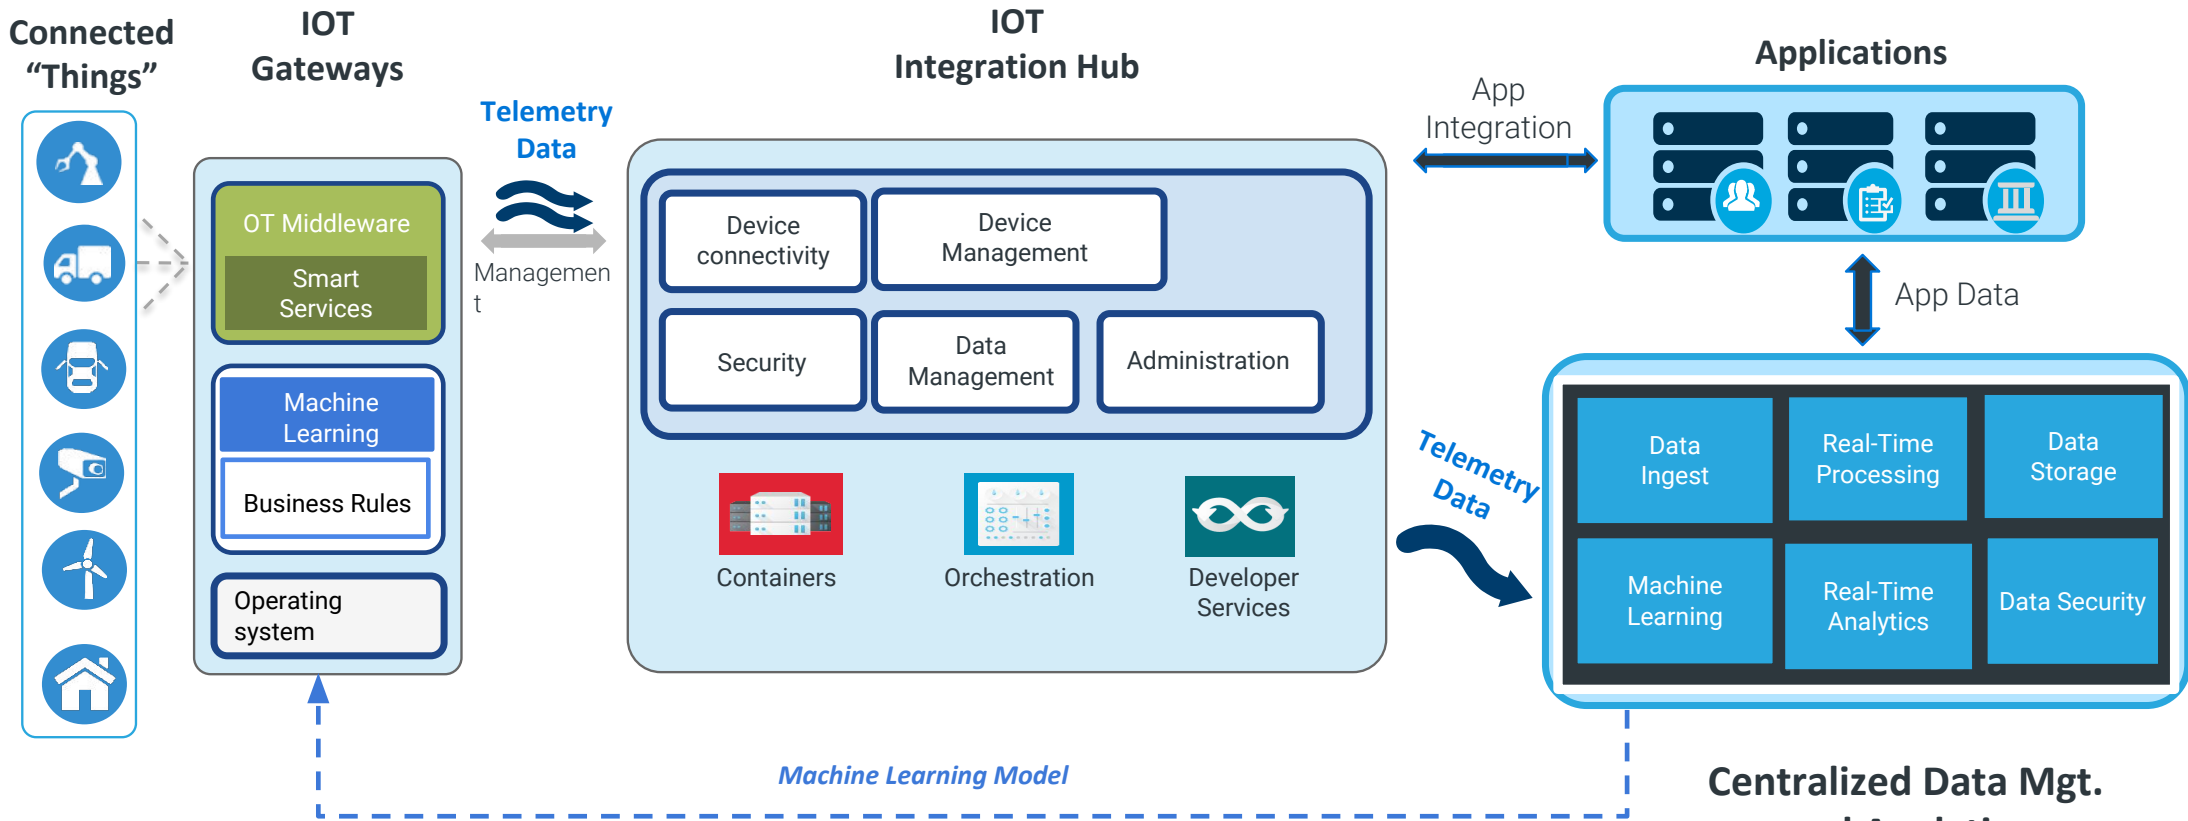 Connected
“Things”
IOT
Gateways
OT Middleware
Smart
Services
Machine
Learning
Business Rules
Operating
system
Telemetry
Data
Managemen
t
IOT
Integration Hub
Device
connectivity
Device
Management
Security
Data
Management
Administration
Containers
Orchestration
Developer
Services
App
Integration
Applications
App Data
Telemetry
Data
Data
Ingest
Real-Time
Processing
Data
Storage
Machine
Learning
Real-Time
Analytics
Data Security
Machine Learning Model
Centralized Data Mgt.